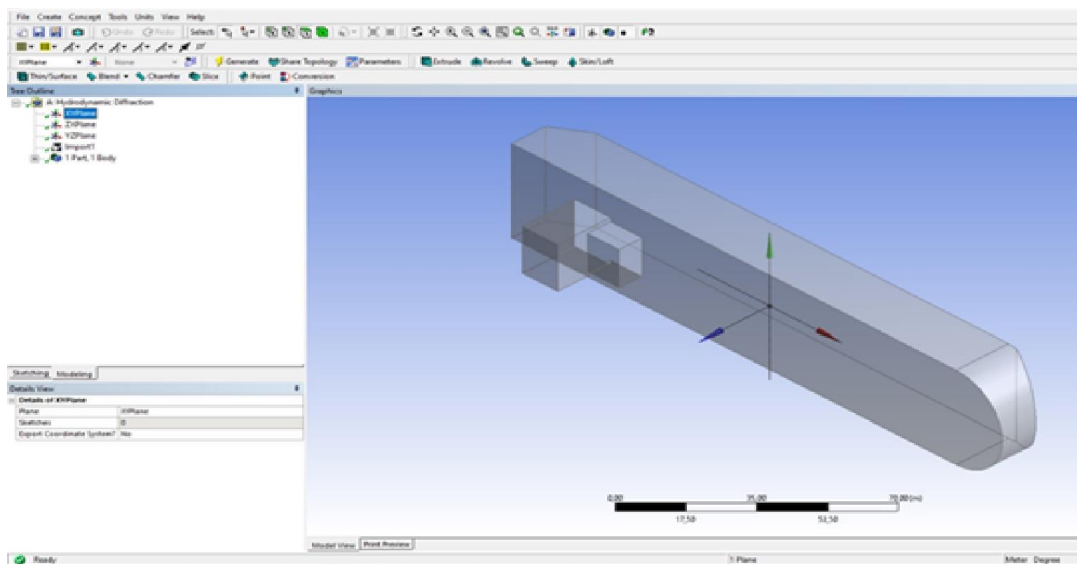 File Create Concept Tools Units View Help
Undo Redo Select:
XYPlane None Generate Share Topology Parameters Extrude Revolve Sweep Skin/Loft
Thin/Surface Blend Chamfer Slice Point Conversion
Tree Outline
A: Hydrodynamic Diffraction
XYPlane
ZXPlane
YZPlane
Import1
1 Part, 1 Body
Sketching Modeling
Details View
Details of XYPlane
Plane XYPlane
Sketches 0
Export Coordinate System? No
Graphics
0,00 35,00 70,00 (m)
17,50 52,50
Model View Print Preview
Ready 1 Plane Meter Degree